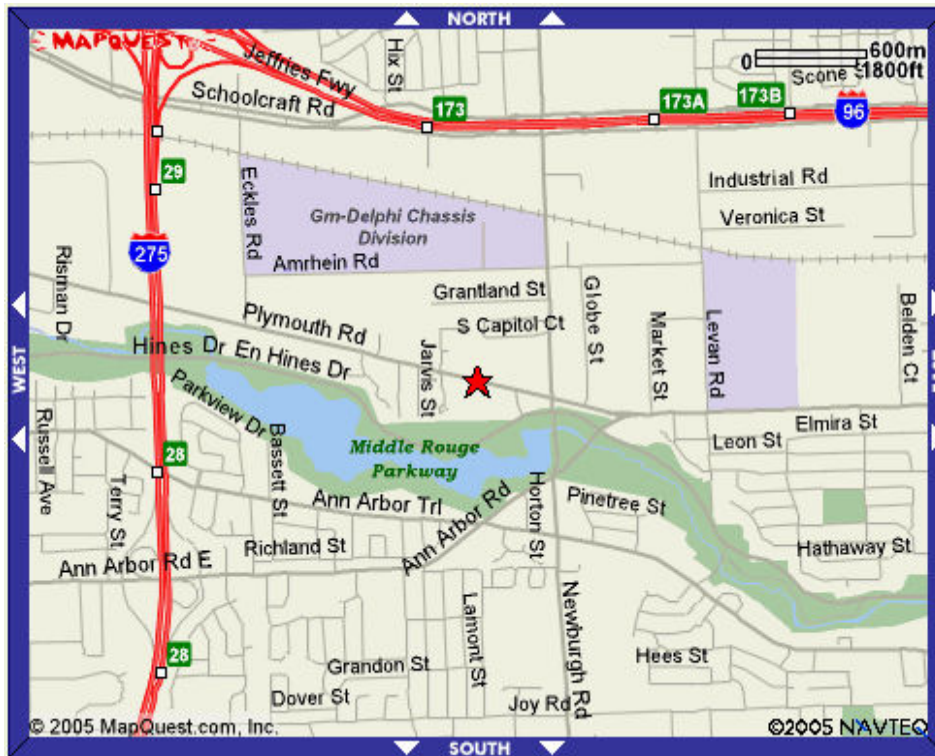 NORTH
MAPQUEST
Jeffries Fwy
Hix St
0
600m
1800ft
Schoolcraft Rd
173
173A
173B
96
29
Eckles Rd
Gm-Delphi Chassis
Division
Industrial Rd
Veronica St
275
Amrhein Rd
Risman Dr
Grantland St
Globe St
S Capitol Ct
Plymouth Rd
Market St
Levan Rd
Belden Ct
WEST
Hines Dr
En Hines Dr
Jarvis St
Parkview Dr
Russell Ave
Bassett St
Middle Rouge
Parkway
Elmira St
Leon St
28
Terry St
Ann Arbor Trl
Ann Arbor Rd
Horton St
Pinetree St
Richland St
Hathaway St
Ann Arbor Rd E
Lamont St
Newburgh Rd
28
Grandon St
Hees St
Dover St
Joy Rd
© 2005 MapQuest.com, Inc.
©2005 NAVTEQ
SOUTH